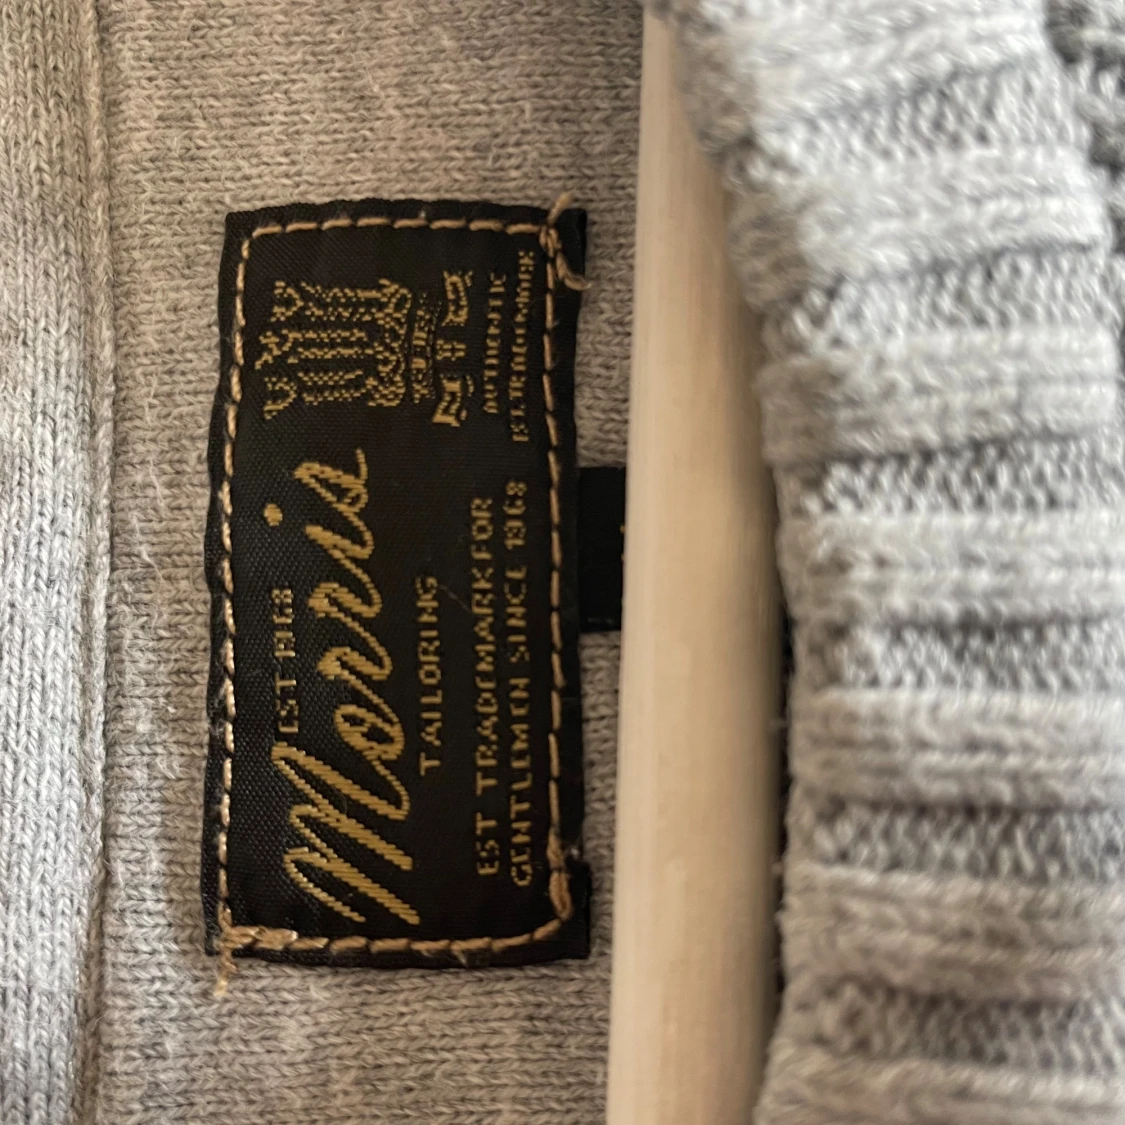 EST 1968
Morris
TAILORING
EST TRADEMARK FOR
GENTLEMEN SINCE 1968
AUTHENTIC